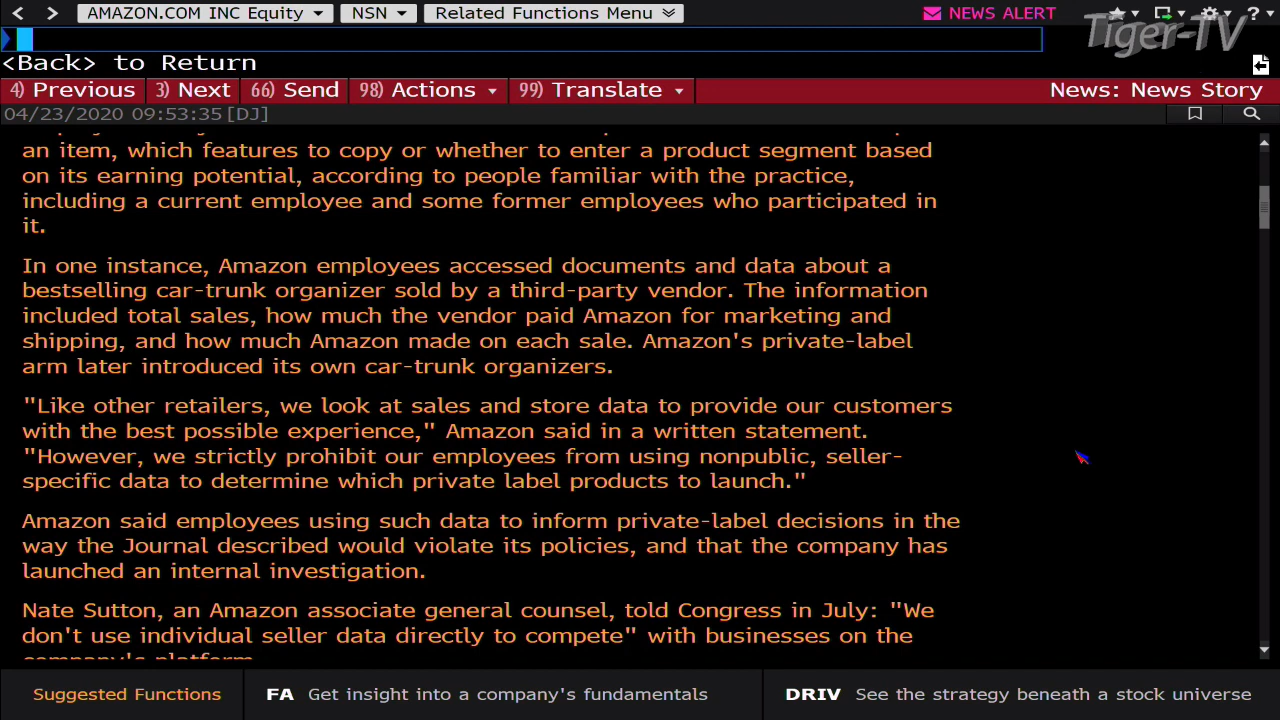 AMAZON.COM INC Equity NSN Related Functions Menu NEWS ALERT ?
Tiger-TV
<Back> to Return
4) Previous 3) Next 66) Send 98) Actions 99) Translate News: News Story
04/23/2020 09:53:35[DJ]
an item, which features to copy or whether to enter a product segment based
on its earning potential, according to people familiar with the practice,
including a current employee and some former employees who participated in
it.
In one instance, Amazon employees accessed documents and data about a
bestselling car-trunk organizer sold by a third-party vendor. The information
included total sales, how much the vendor paid Amazon for marketing and
shipping, and how much Amazon made on each sale. Amazon's private-label
arm later introduced its own car-trunk organizers.
"Like other retailers, we look at sales and store data to provide our customers
with the best possible experience," Amazon said in a written statement.
"However, we strictly prohibit our employees from using nonpublic, seller-
specific data to determine which private label products to launch."
Amazon said employees using such data to inform private-label decisions in the
way the Journal described would violate its policies, and that the company has
launched an internal investigation.
Nate Sutton, an Amazon associate general counsel, told Congress in July: "We
don't use individual seller data directly to compete" with businesses on the
company's platform
Suggested Functions FA Get insight into a company's fundamentals DRIV See the strategy beneath a stock universe